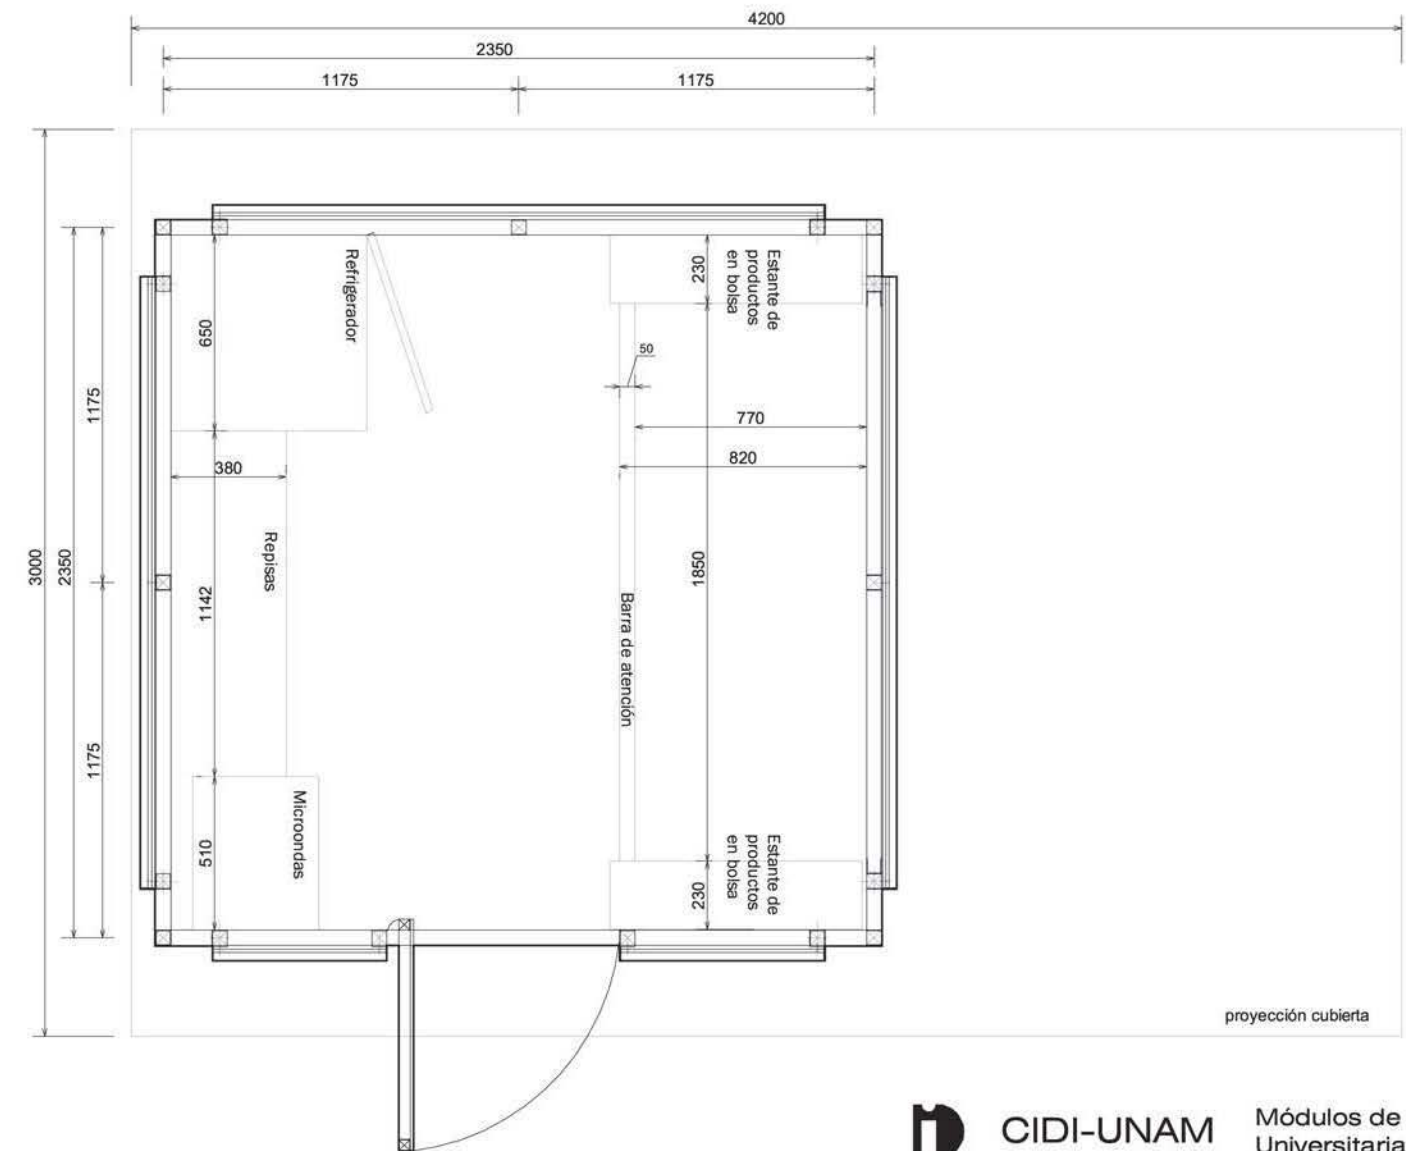 4200
2350
1175
1175
3000
2350
1175
1175
Refrigerador
650
380
Repisas
1142
Microondas
510
230
Estante de
productos
en bolsa
50
770
820
1850
Barra de atención
230
Estante de
productos
en bolsa
proyección cubierta
CIDI-UNAM
Módulos de
Universitaria